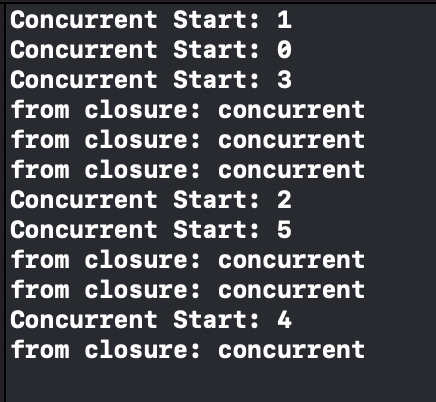 Concurrent Start: 1
Concurrent Start: 0
Concurrent Start: 3
from closure: concurrent
from closure: concurrent
from closure: concurrent
Concurrent Start: 2
Concurrent Start: 5
from closure: concurrent
from closure: concurrent
Concurrent Start: 4
from closure: concurrent